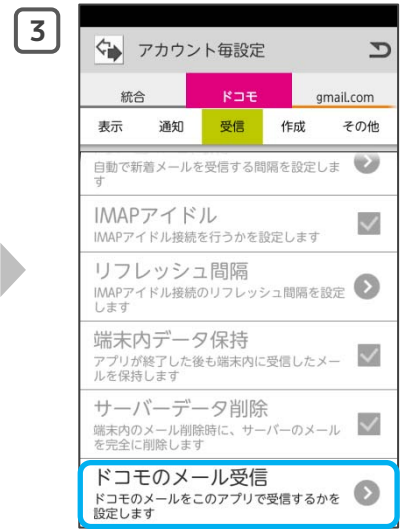 3
アカウント毎設定
統合 ドコモ gmail.com
表示 通知 受信 作成 その他
自動で新着メールを受信する間隔を設定しま
す
IMAPアイドル
IMAPアイドル接続を行うかを設定します
リフレッシュ間隔
IMAPアイドル接続のリフレッシュ間隔を設定
します
端末内データ保持
アプリが終了した後も端末内に受信したメー
ルを保持します
サーバーデータ削除
端末内のメール削除時に、サーバーのメール
を完全に削除します
ドコモのメール受信
ドコモのメールをこのアプリで受信するかを
設定します